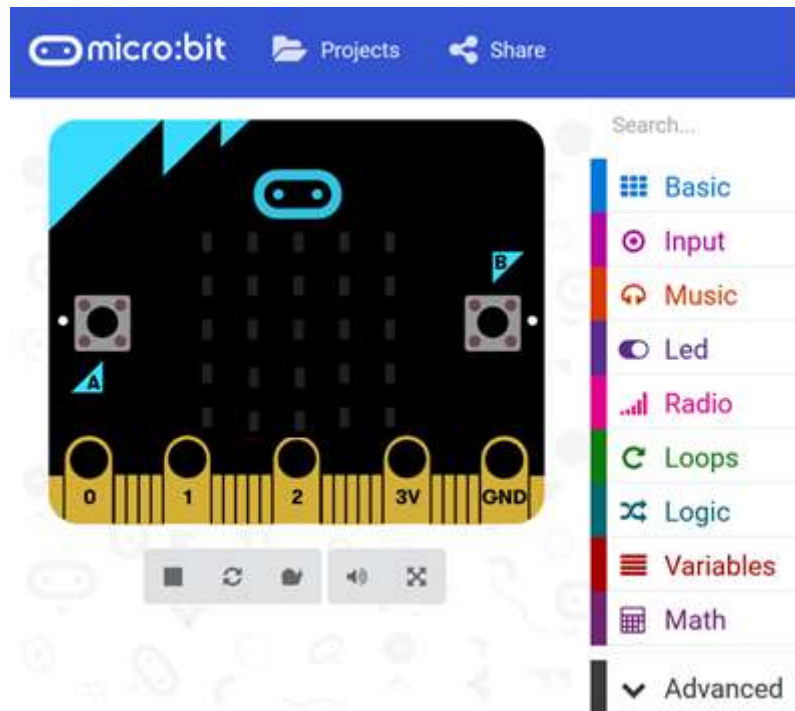 micro:bit Projects Share
Search...
Basic
Input
B
Music
Led
A
Radio
Loops
0 1 2 3V GND
Logic
Variables
Math
Advanced